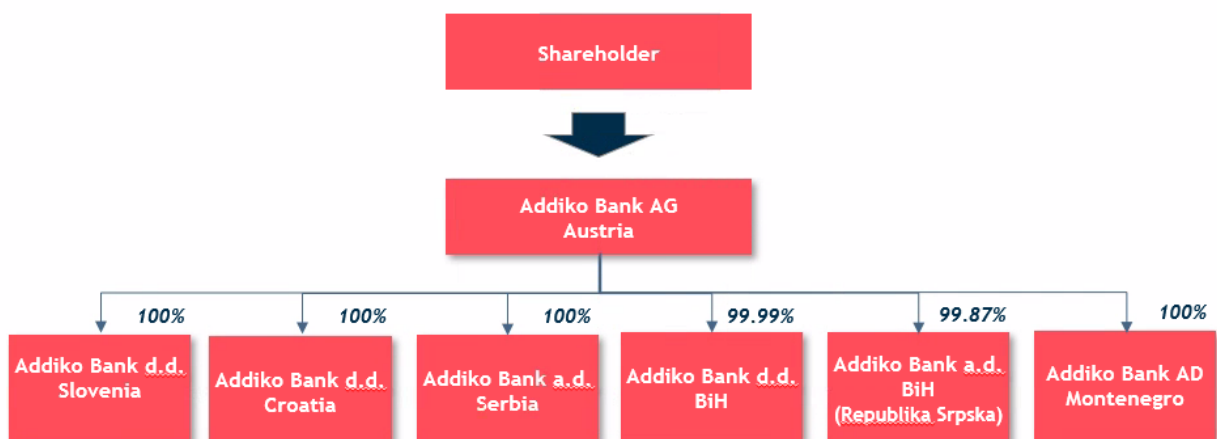 Shareholder
Addiko Bank AG
Austria
100%
100%
100%
99.99%
99.87%
100%
Addiko Bank d.d.
Slovenia
Addiko Bank d.d.
Croatia
Addiko Bank a.d.
Serbia
Addiko Bank d.d.
BiH
Addiko Bank a.d.
BiH
(Republika Srpska)
Addiko Bank AD
Montenegro